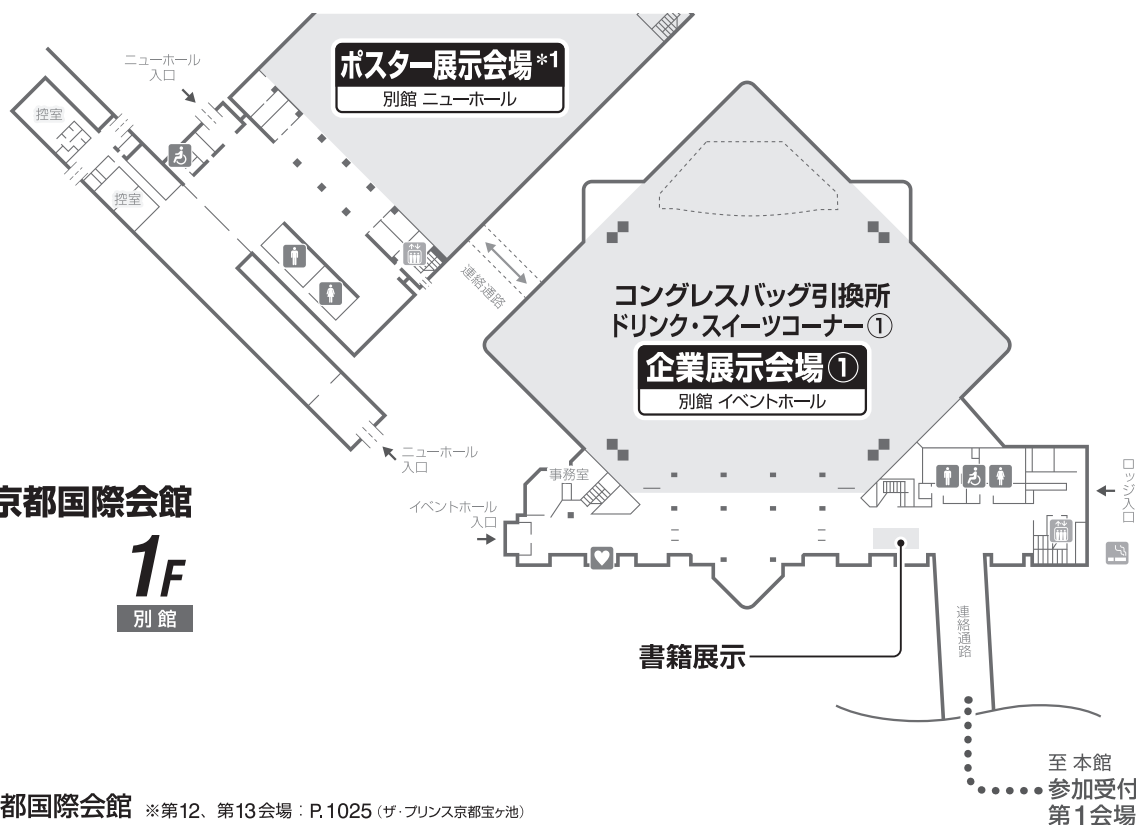 ポスター展示会場*1
別館 ニューホール
ニューホール
入口
控室
控室
連絡通路
コングレスバッグ引換所
ドリンク・スイーツコーナー①
企業展示会場①
別館 イベントホール
ニューホール
入口
事務室
イベントホール
入口
ロッジ入口
京都国際会館
1F
別館
書籍展示
連絡通路
至 本館
参加受付
第1会場
都国際会館 ※第12、第13会場：P.1025（ザ・プリンス京都宝ヶ池）